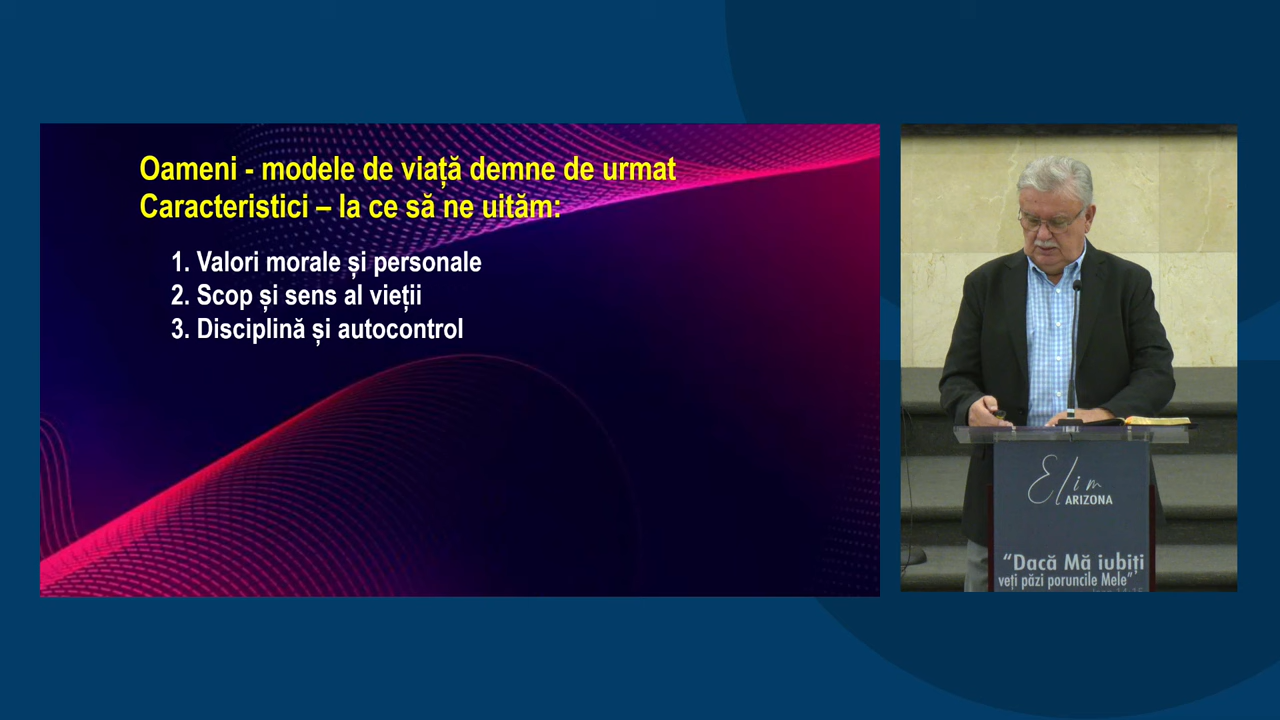 Oameni - modele de viață demne de urmat
Caracteristici – la ce să ne uităm:
1. Valori morale și personale
2. Scop și sens al vieții
3. Disciplină și autocontrol
Elim
ARIZONA
“Dacă Mă iubiți
veți păzi poruncile Mele”